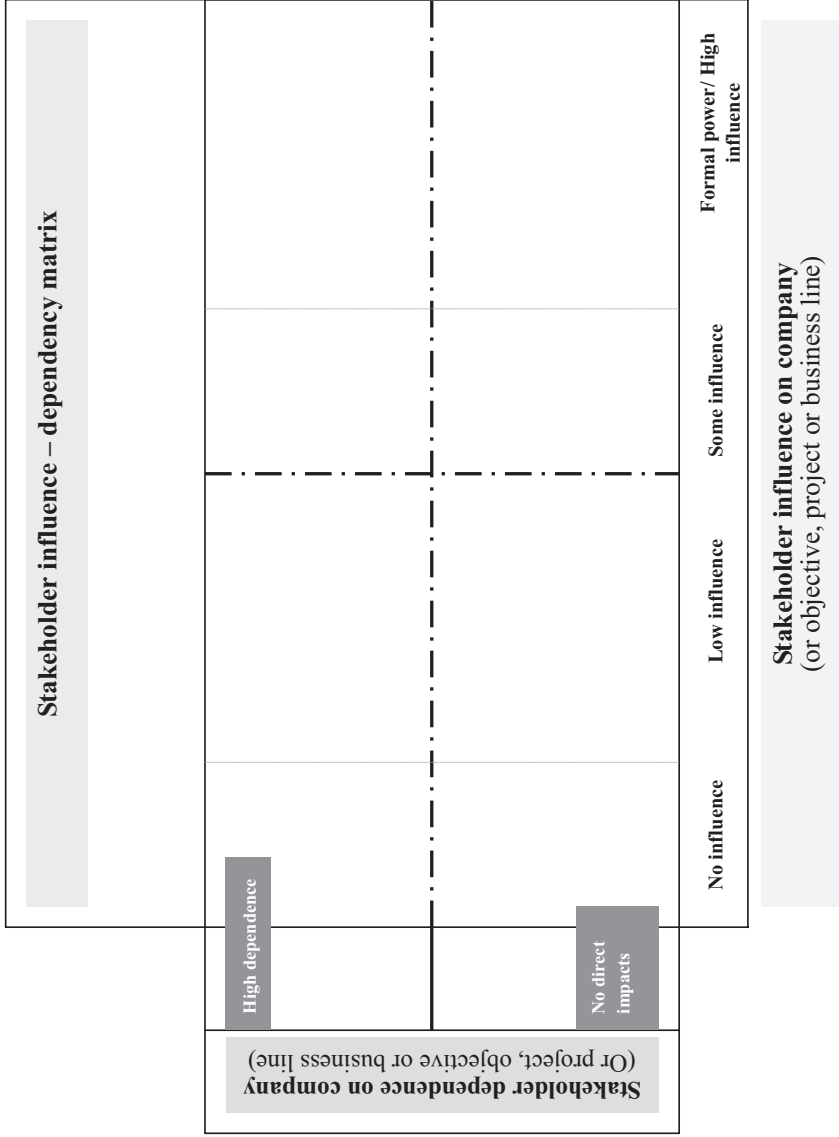 Stakeholder influence – dependency matrix
Stakeholder dependence on company
(Or project, objective or business line)
High dependence
No direct
impacts
No influence
Low influence
Some influence
Formal power/ High
influence
Stakeholder influence on company
(or objective, project or business line)